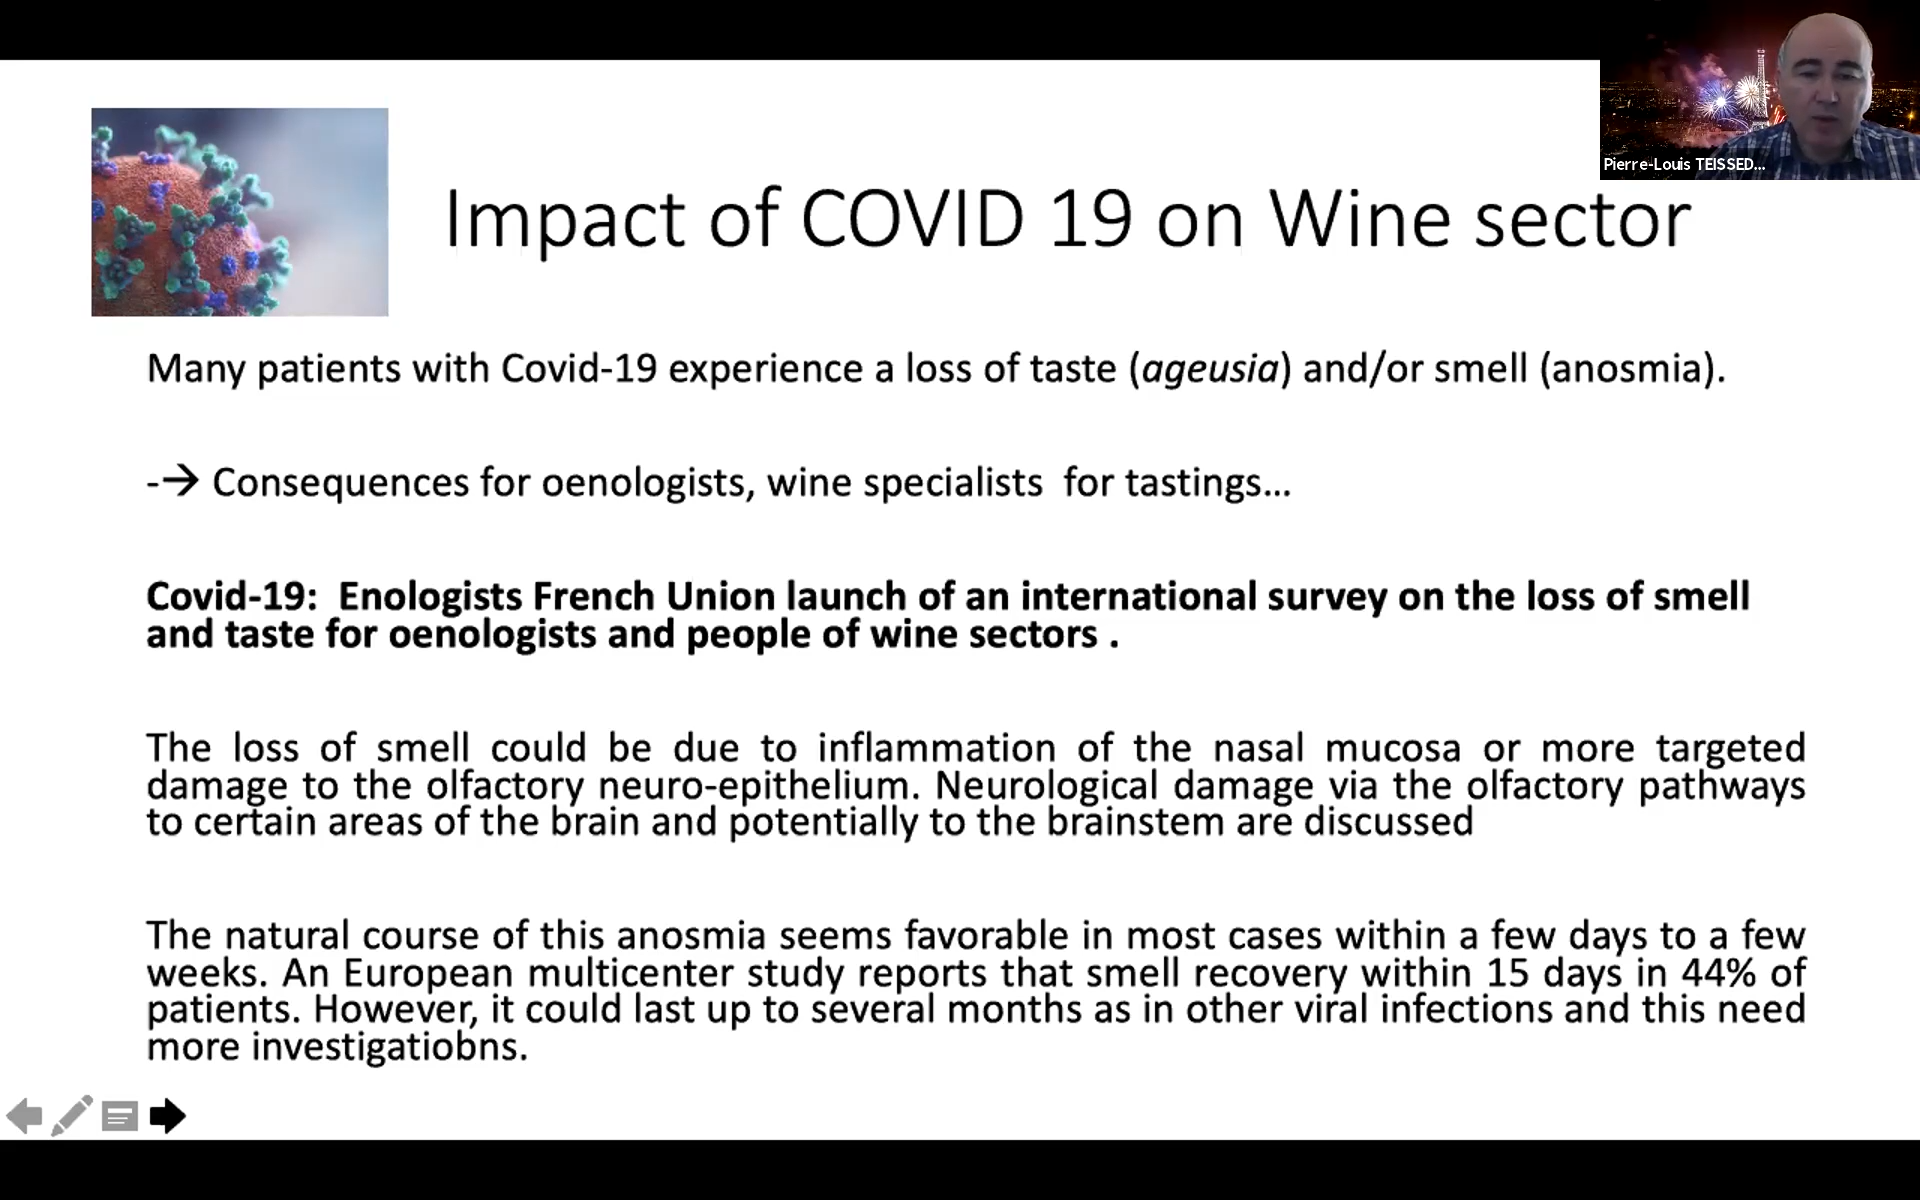 Pierre-Louis TEISSED...
Impact of COVID 19 on Wine sector
Many patients with Covid-19 experience a loss of taste (ageusia) and/or smell (anosmia).
-→ Consequences for oenologists, wine specialists  for tastings...
Covid-19:  Enologists French Union launch of an international survey on the loss of smell
and taste for oenologists and people of wine sectors .
The loss of smell could be due to inflammation of the nasal mucosa or more targeted
damage to the olfactory neuro-epithelium. Neurological damage via the olfactory pathways
to certain areas of the brain and potentially to the brainstem are discussed
The natural course of this anosmia seems favorable in most cases within a few days to a few
weeks. An European multicenter study reports that smell recovery within 15 days in 44% of
patients. However, it could last up to several months as in other viral infections and this need
more investigatiobns.